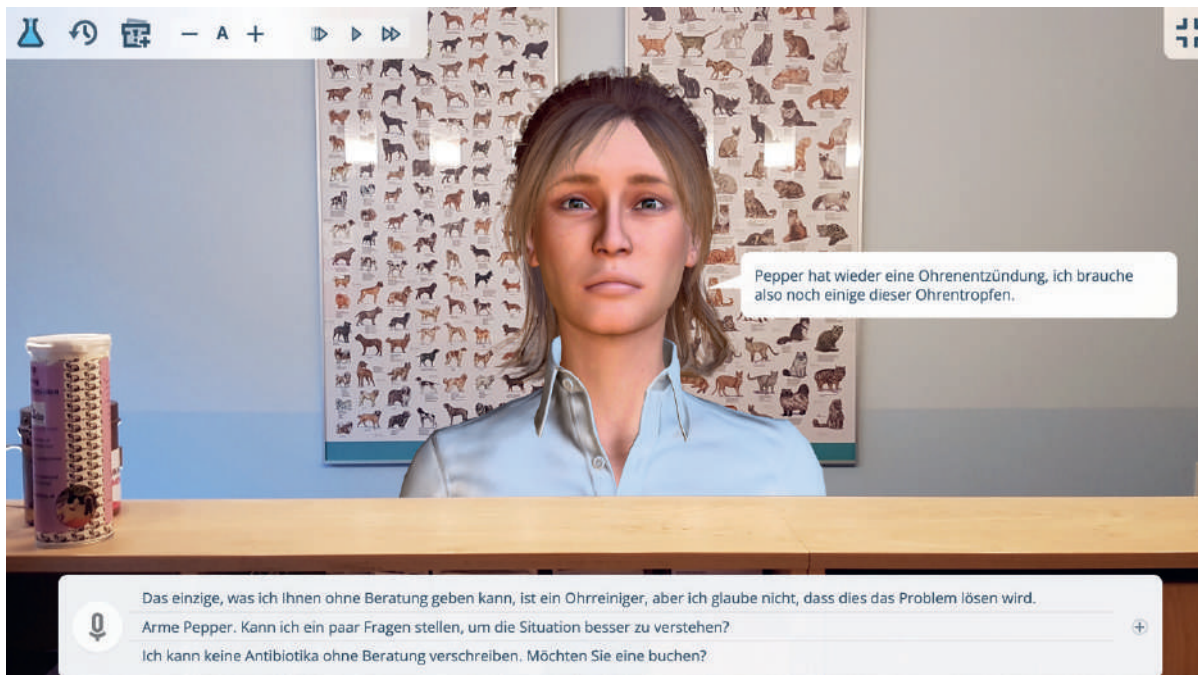 A
Pepper hat wieder eine Ohrenentzündung, ich brauche
also noch einige dieser Ohrentropfen.
Das einzige, was ich Ihnen ohne Beratung geben kann, ist ein Ohrreiniger, aber ich glaube nicht, dass dies das Problem lösen wird.
Arme Pepper. Kann ich ein paar Fragen stellen, um die Situation besser zu verstehen?
Ich kann keine Antibiotika ohne Beratung verschreiben. Möchten Sie eine buchen?